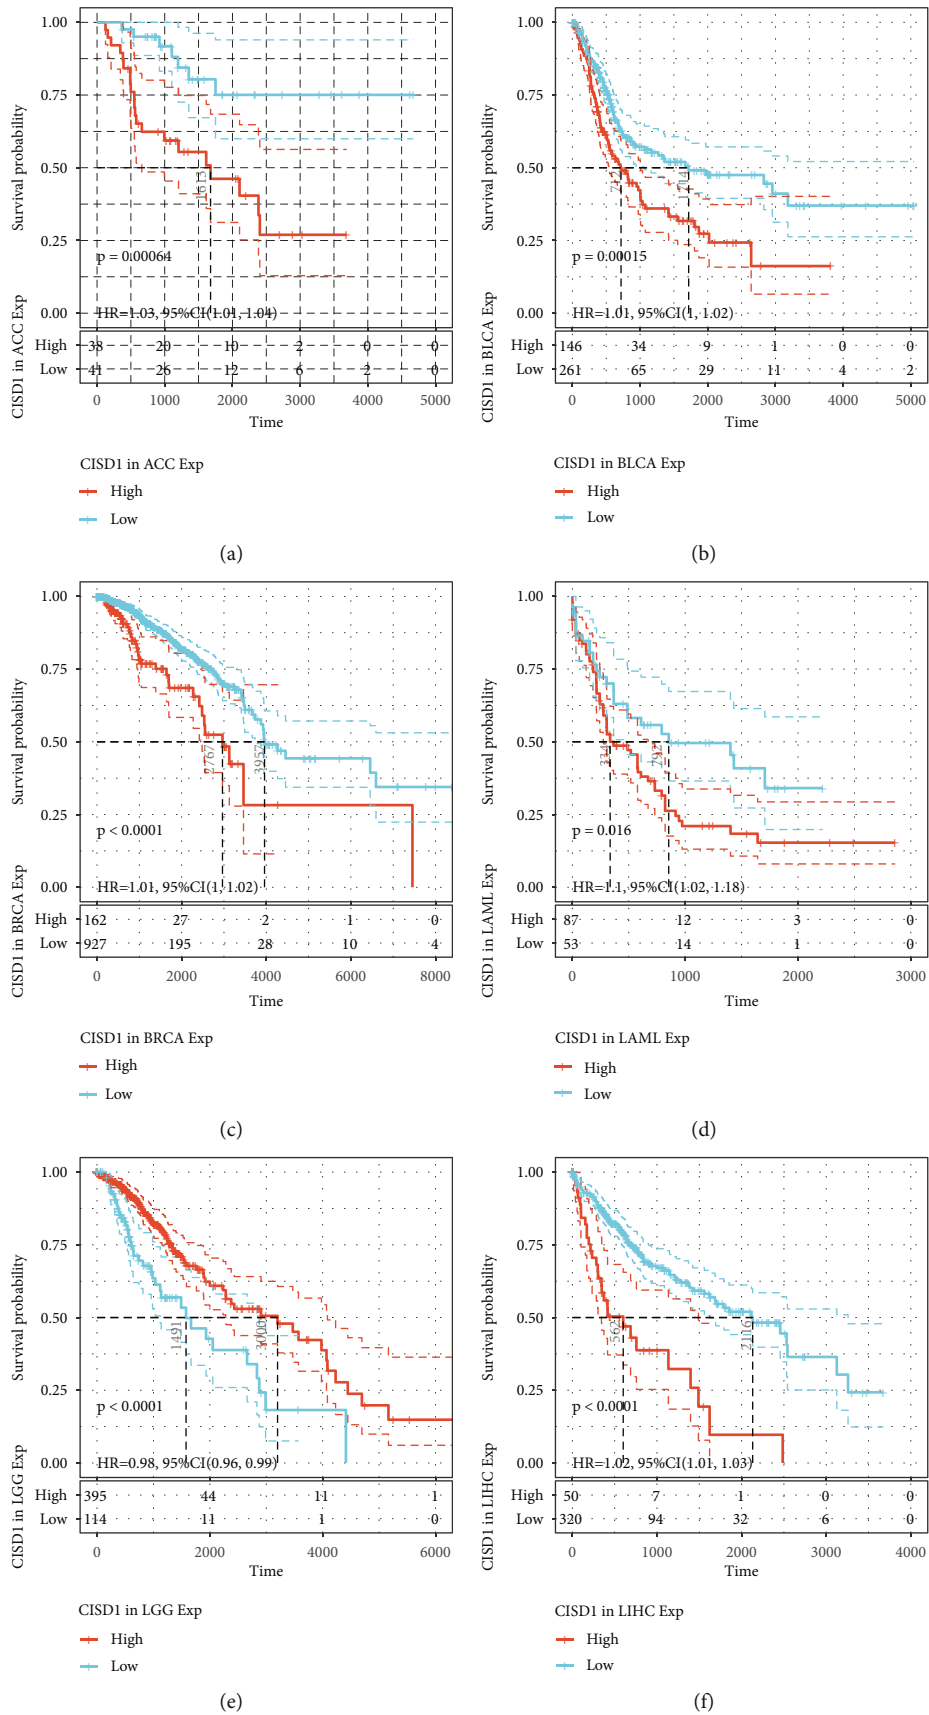 1.00
0.75
0.50
0.25
0.00
Survival probability
1613
p = 0.00064
HR=1.03, 95%CI(1.01, 1.04)
CISD1 in ACC Exp
High 38 20 10 2 0 0
Low 41 26 12 6 2 0
0 1000 2000 3000 4000 5000
Time
CISD1 in ACC Exp
High
Low
(a)
1.00
0.75
0.50
0.25
0.00
Survival probability
1714
p = 0.00015
HR=1.01, 95%CI(1, 1.02)
CISD1 in BLCA Exp
High 146 34 9 1 0 0
Low 261 65 29 11 4 2
0 1000 2000 3000 4000 5000
Time
CISD1 in BLCA Exp
High
Low
(b)
1.00
0.75
0.50
0.25
0.00
Survival probability
2767
3957
p < 0.0001
HR=1.01, 95%CI(1, 1.02)
CISD1 in BRCA Exp
High 162 27 2 1 0
Low 927 195 28 10 4
0 2000 4000 6000 8000
Time
CISD1 in BRCA Exp
High
Low
(c)
1.00
0.75
0.50
0.25
0.00
Survival probability
792
p = 0.016
HR=1.1, 95%CI(1.02, 1.18)
CISD1 in LAML Exp
High 87 12 3 0
Low 53 14 1 0
0 1000 2000 3000
Time
CISD1 in LAML Exp
High
Low
(d)
1.00
0.75
0.50
0.25
0.00
Survival probability
1491
3000
p < 0.0001
HR=0.98, 95%CI(0.96, 0.99)
CISD1 in LGG Exp
High 395 44 11 1
Low 114 11 1 0
0 2000 4000 6000
Time
CISD1 in LGG Exp
High
Low
(e)
1.00
0.75
0.50
0.25
0.00
Survival probability
562
2116
p < 0.0001
HR=1.02, 95%CI(1.01, 1.03)
CISD1 in LIHC Exp
High 50 7 1 0 0
Low 320 94 32 6 0
0 1000 2000 3000 4000
Time
CISD1 in LIHC Exp
High
Low
(f)